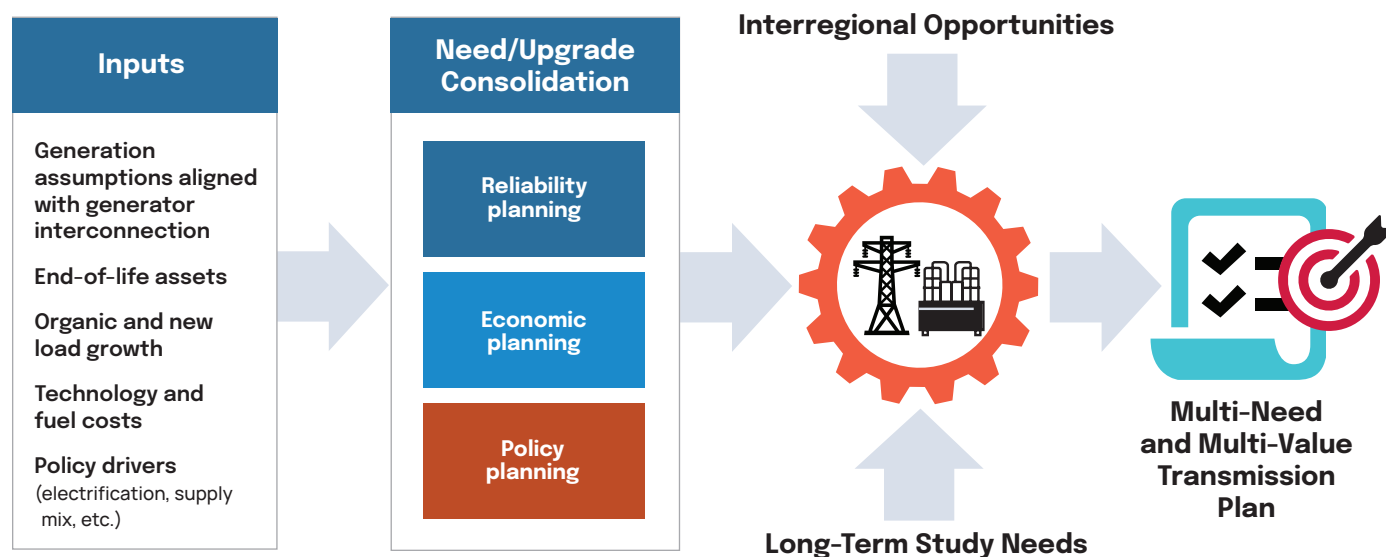 Inputs
Generation
assumptions aligned
with generator
interconnection
End-of-life assets
Organic and new
load growth
Technology and
fuel costs
Policy drivers
(electrification, supply
mix, etc.)
Need/Upgrade
Consolidation
Reliability
planning
Economic
planning
Policy
planning
Interregional Opportunities
Long-Term Study Needs
Multi-Need
and Multi-Value
Transmission
Plan